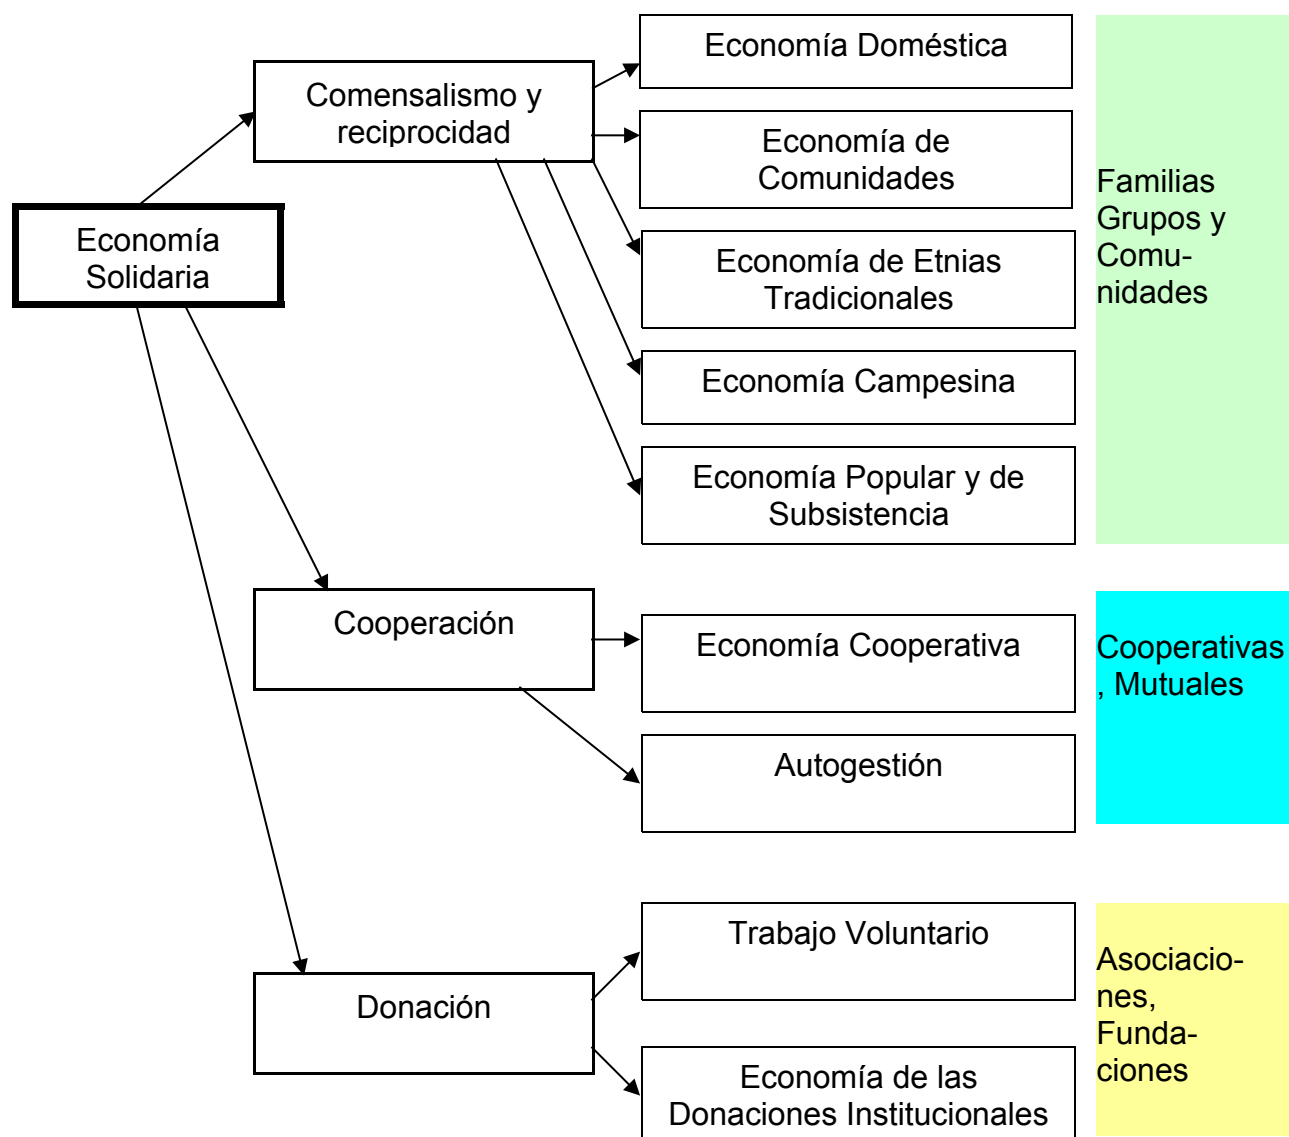 Economía
Solidaria
Comensalismo y
reciprocidad
Economía Doméstica
Economía de
Comunidades
Economía de Etnias
Tradicionales
Economía Campesina
Economía Popular y de
Subsistencia
Familias
Grupos y
Comu-
nidades
Cooperación
Economía Cooperativa
Autogestión
Cooperativas
, Mutuales
Donación
Trabajo Voluntario
Economía de las
Donaciones Institucionales
Asociacio-
nes,
Funda-
ciones